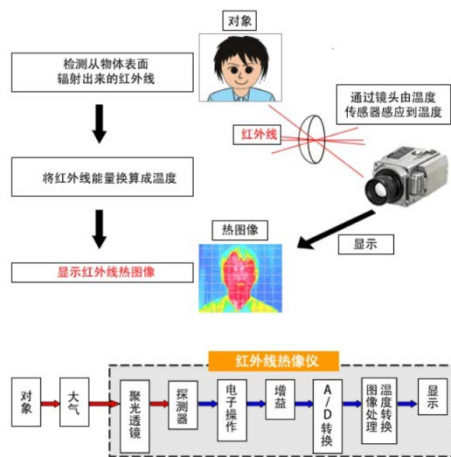 对象
检测从物体表面
辐射出来的红外线
通过镜头由温度
传感器感应到温度
红外线
将红外线能量换算成温度
热图像
显示
显示红外线热图像
红外线热像仪
对象
大气
聚光透镜
探测器
电子操作
增益
A/D转换
温度转换
图像处理
显示